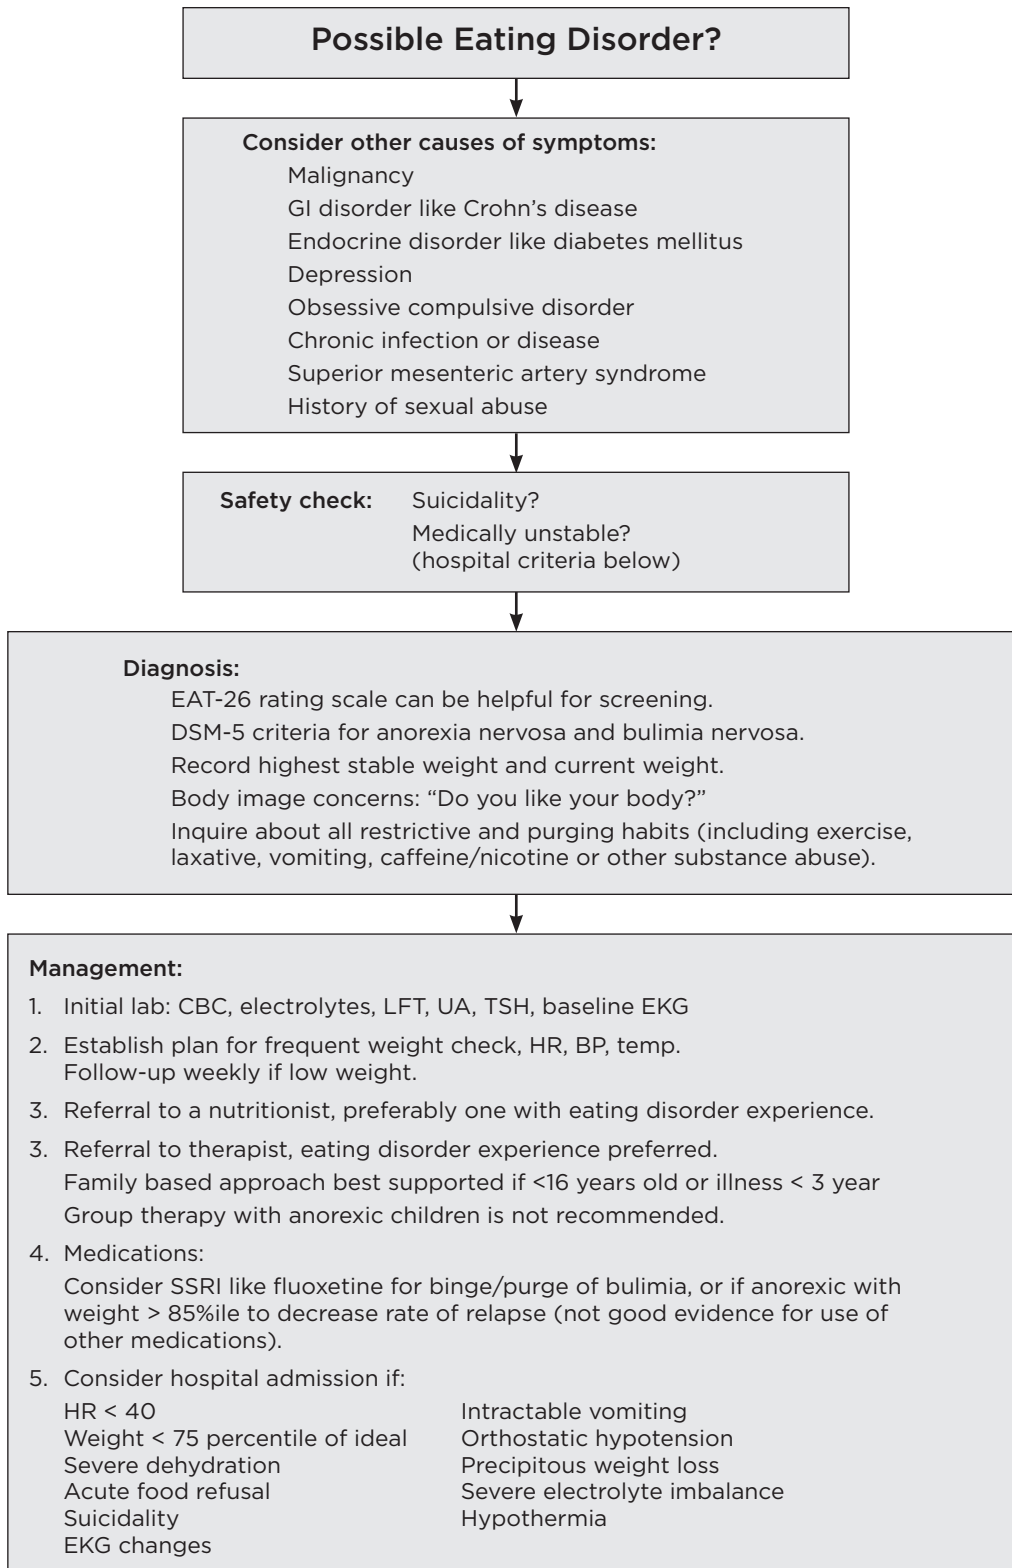 Possible Eating Disorder?
Consider other causes of symptoms:
Malignancy
GI disorder like Crohn's disease
Endocrine disorder like diabetes mellitus
Depression
Obsessive compulsive disorder
Chronic infection or disease
Superior mesenteric artery syndrome
History of sexual abuse
Safety check: Suicidality?
Medically unstable?
(hospital criteria below)
Diagnosis:
EAT-26 rating scale can be helpful for screening.
DSM-5 criteria for anorexia nervosa and bulimia nervosa.
Record highest stable weight and current weight.
Body image concerns: “Do you like your body?”
Inquire about all restrictive and purging habits (including exercise,
laxative, vomiting, caffeine/nicotine or other substance abuse).
Management:
1. Initial lab: CBC, electrolytes, LFT, UA, TSH, baseline EKG
2. Establish plan for frequent weight check, HR, BP, temp.
Follow-up weekly if low weight.
3. Referral to a nutritionist, preferably one with eating disorder experience.
3. Referral to therapist, eating disorder experience preferred.
Family based approach best supported if <16 years old or illness < 3 year
Group therapy with anorexic children is not recommended.
4. Medications:
Consider SSRI like fluoxetine for binge/purge of bulimia, or if anorexic with
weight > 85%ile to decrease rate of relapse (not good evidence for use of
other medications).
5. Consider hospital admission if:
HR < 40
Weight < 75 percentile of ideal
Severe dehydration
Acute food refusal
Suicidality
EKG changes
Intractable vomiting
Orthostatic hypotension
Precipitous weight loss
Severe electrolyte imbalance
Hypothermia